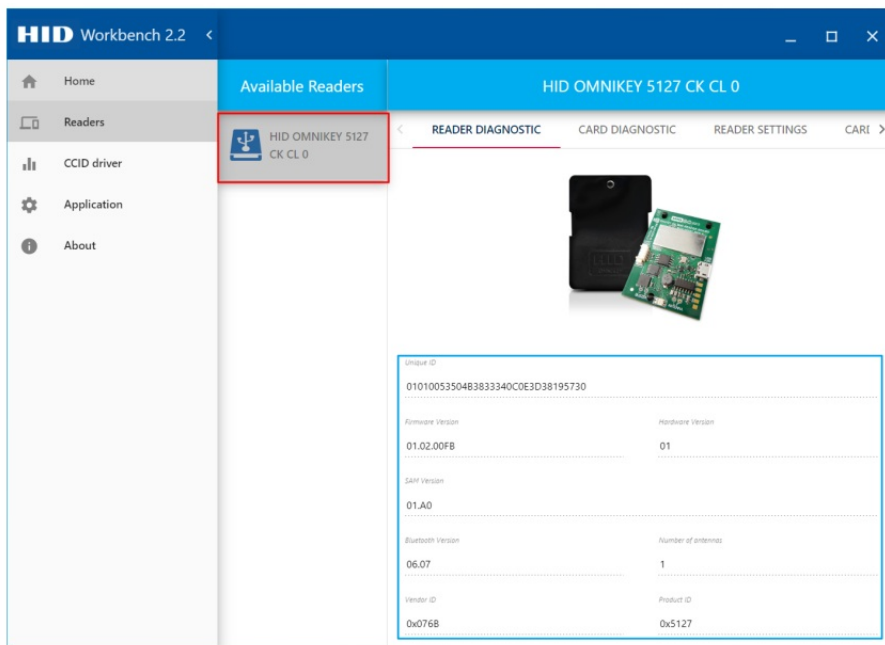 HID Workbench 2.2
Home
Readers
CCID driver
Application
About
Available Readers
HID OMNIKEY 5127
CK CL 0
HID OMNIKEY 5127 CK CL 0
READER DIAGNOSTIC CARD DIAGNOSTIC READER SETTINGS CARI
HID
Unique ID
01010053504B3833340C0E3D38195730
Firmware Version Hardware Version
01.02.00FB 01
SAM Version
01.A0
Bluetooth Version Number of antennas
06.07 1
Vendor ID Product ID
0x076B 0x5127